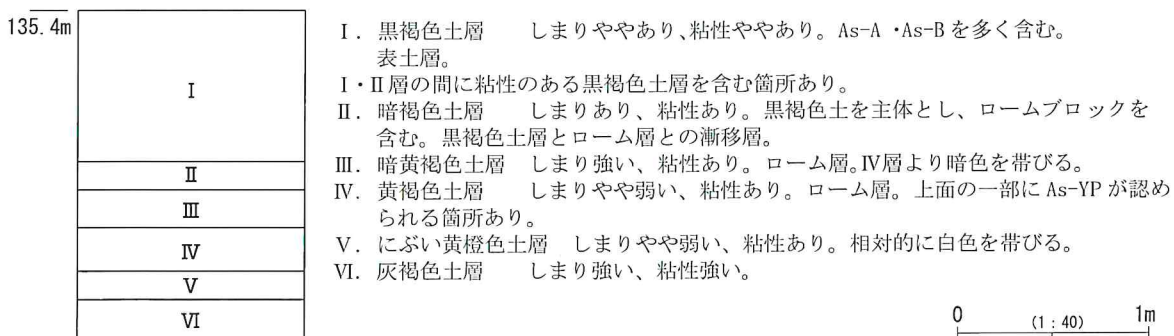 135.4m
Ⅰ
Ⅱ
Ⅲ
Ⅳ
Ⅴ
Ⅵ
Ⅰ. 黒褐色土層 しまりややあり、粘性ややあり。As-A・As-Bを多く含む。
表土層。
Ⅰ・Ⅱ層の間に粘性のある黒褐色土層を含む箇所あり。
Ⅱ. 暗褐色土層 しまりあり、粘性あり。黒褐色土を主体とし、ロームブロックを
含む。黒褐色土層とローム層との漸移層。
Ⅲ. 暗黄褐色土層 しまり強い、粘性あり。ローム層。Ⅳ層より暗色を帯びる。
Ⅳ. 黄褐色土層 しまりやや弱い、粘性あり。ローム層。上面の一部にAs-YPが認め
られる箇所あり。
Ⅴ. にぶい黄橙色土層 しまりやや弱い、粘性あり。相対的に白色を帯びる。
Ⅵ. 灰褐色土層 しまり強い、粘性強い。
0 (1:40) 1m